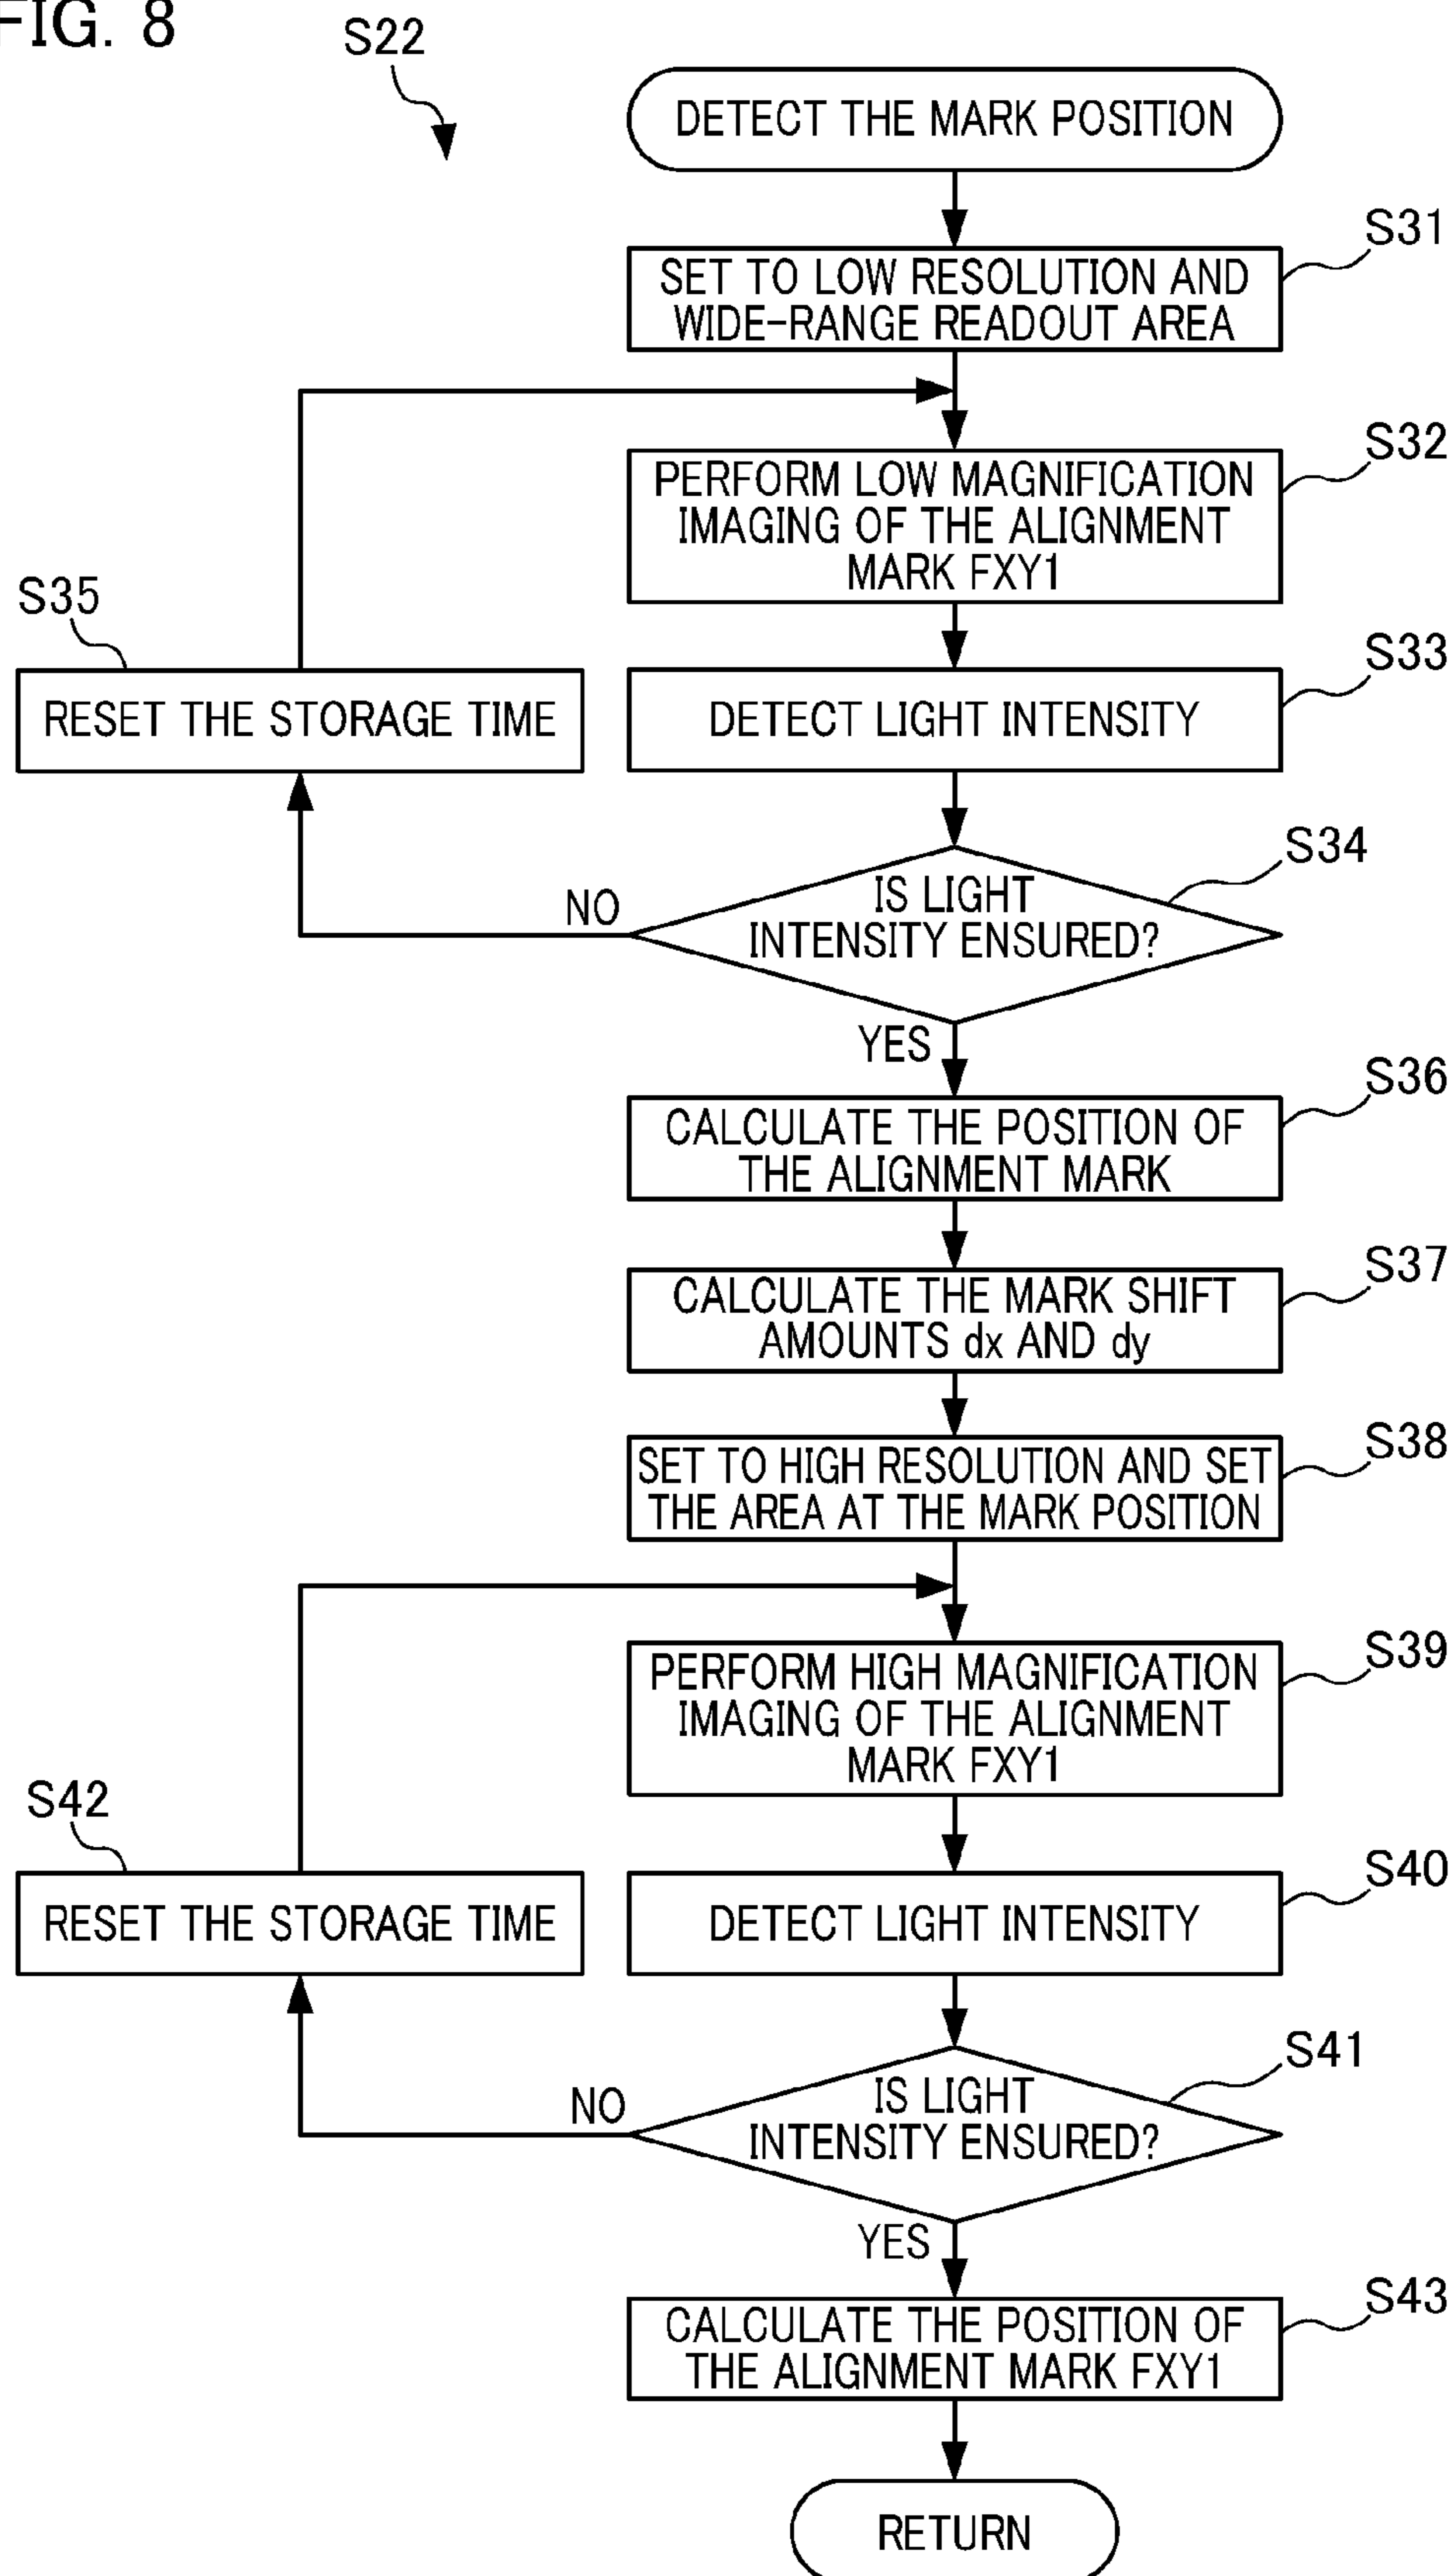 FIG. 8
S22
DETECT THE MARK POSITION
S31
SET TO LOW RESOLUTION AND
WIDE-RANGE READOUT AREA
S32
PERFORM LOW MAGNIFICATION
IMAGING OF THE ALIGNMENT
MARK FXY1
S35
RESET THE STORAGE TIME
S33
DETECT LIGHT INTENSITY
S34
IS LIGHT
INTENSITY ENSURED?
NO
YES
S36
CALCULATE THE POSITION OF
THE ALIGNMENT MARK
S37
CALCULATE THE MARK SHIFT
AMOUNTS dx AND dy
S38
SET TO HIGH RESOLUTION AND SET
THE AREA AT THE MARK POSITION
S39
PERFORM HIGH MAGNIFICATION
IMAGING OF THE ALIGNMENT
MARK FXY1
S42
RESET THE STORAGE TIME
S40
DETECT LIGHT INTENSITY
S41
IS LIGHT
INTENSITY ENSURED?
NO
YES
S43
CALCULATE THE POSITION OF
THE ALIGNMENT MARK FXY1
RETURN